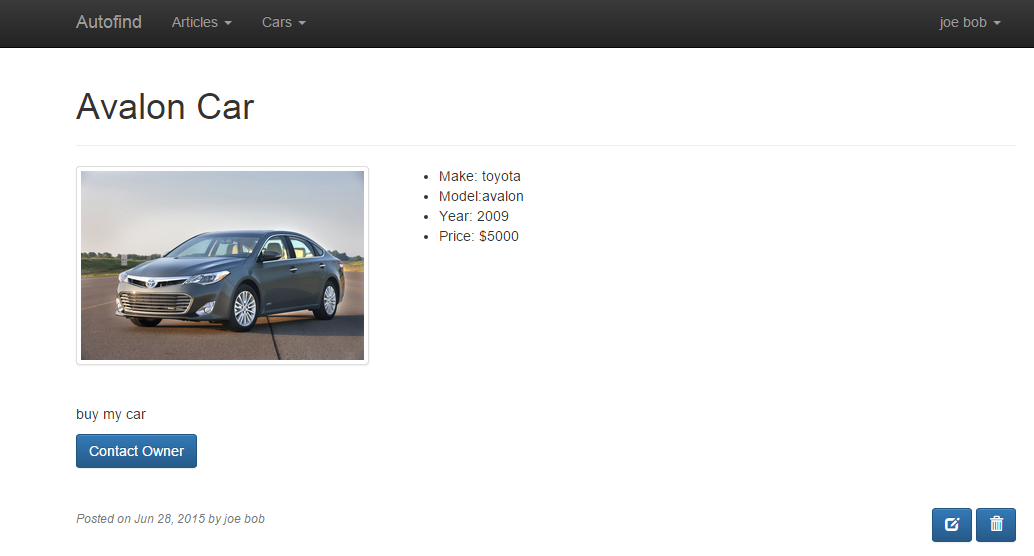 Autofind Articles Cars joe bob
Avalon Car
Make: toyota
Model:avalon
Year: 2009
Price: $5000
buy my car
Contact Owner
Posted on Jun 28, 2015 by joe bob